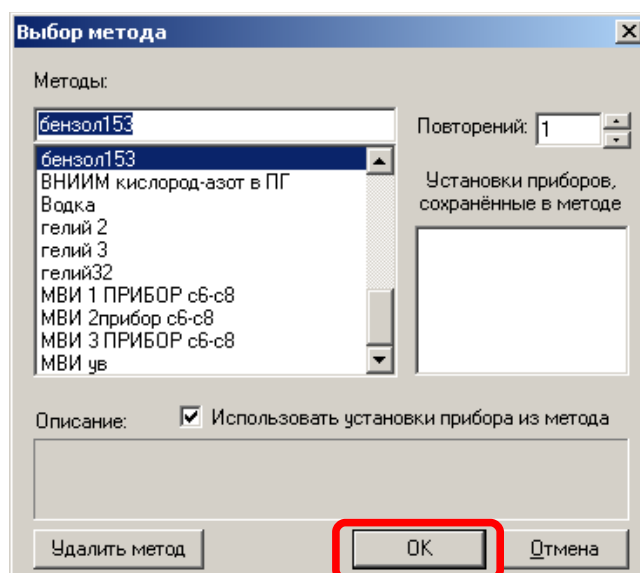 Выбор метода
Методы:
бензол153
Повторений: 1
бензол153
ВНИИМ кислород-азот в ПГ
Водка
гелий 2
гелий 3
гелий32
МВИ 1 ПРИБОР с6-с8
МВИ 2прибор с6-с8
МВИ 3 ПРИБОР с6-с8
МВИ ув
Установки приборов,
сохранённые в методе
Описание:
Использовать установки прибора из метода
Удалить метод
OK
Отмена